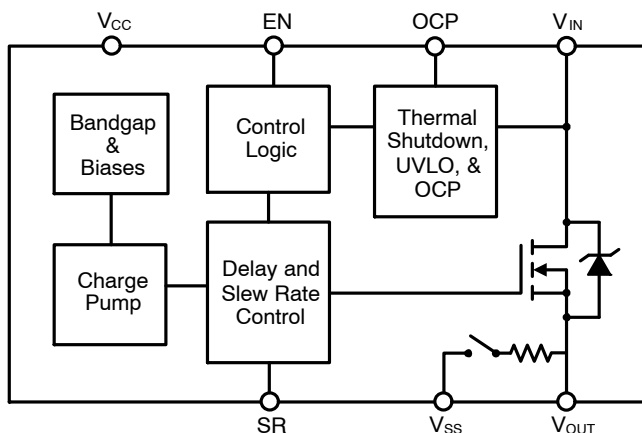 VCC
EN
OCP
VIN
Bandgap
&
Biases
Control
Logic
Thermal
Shutdown,
UVLO, &
OCP
Charge
Pump
Delay and
Slew Rate
Control
SR
VSS
VOUT